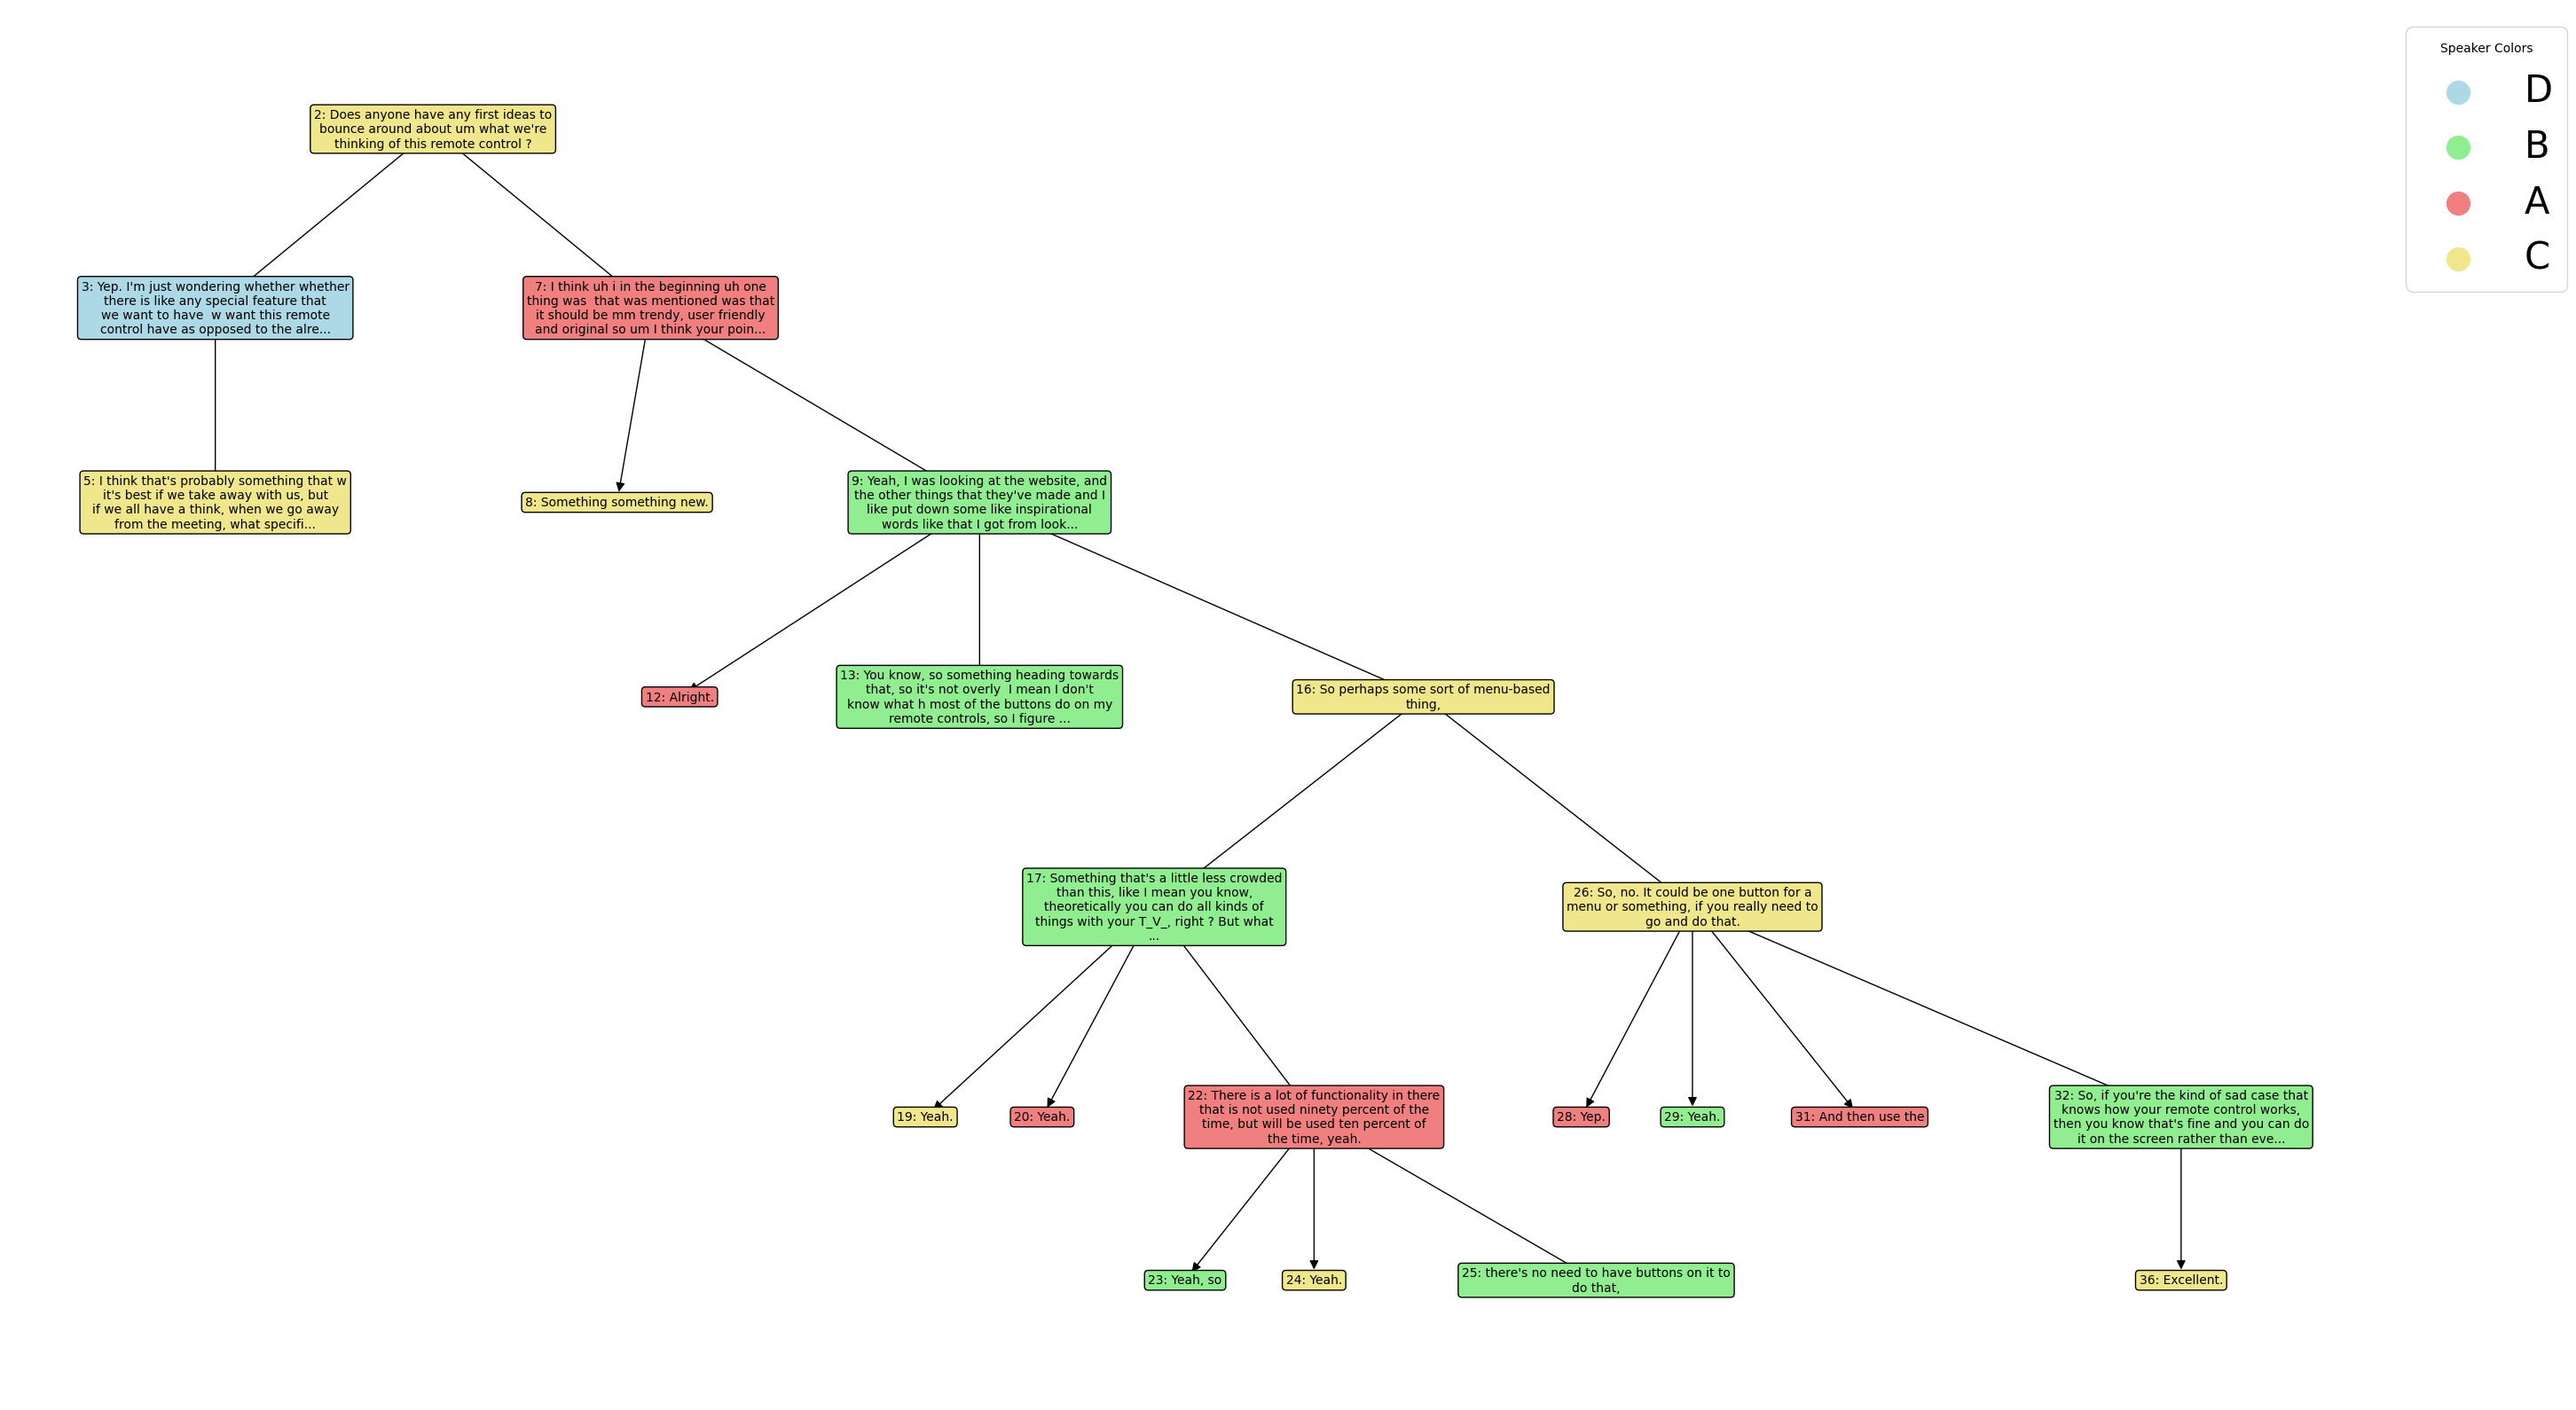 Speaker Colors
D
B
A
C
2: Does anyone have any first ideas to
bounce around about um what we're
thinking of this remote control ?
3: Yep. I'm just wondering whether whether
there is like any special feature that
we want to have  w want this remote
control have as opposed to the alre...
7: I think uh i in the beginning uh one
thing was  that was mentioned was that
it should be mm trendy, user friendly
and original so um I think your poin...
5: I think that's probably something that w
it's best if we take away with us, but
if we all have a think, when we go away
from the meeting, what specifi...
8: Something something new.
9: Yeah, I was looking at the website, and
the other things that they've made and I
like put down some like inspirational
words like that I got from look...
12: Alright.
13: You know, so something heading towards
that, so it's not overly  I mean I don't
know what h most of the buttons do on my
remote controls, so I figure ...
16: So perhaps some sort of menu-based
thing,
17: Something that's a little less crowded
than this, like I mean you know,
theoretically you can do all kinds of
things with your T_V_, right ? But what
...
26: So, no. It could be one button for a
menu or something, if you really need to
go and do that.
19: Yeah.
20: Yeah.
22: There is a lot of functionality in there
that is not used ninety percent of the
time, but will be used ten percent of
the time, yeah.
28: Yep.
29: Yeah.
31: And then use the
32: So, if you're the kind of sad case that
knows how your remote control works,
then you know that's fine and you can do
it on the screen rather than eve...
23: Yeah, so
24: Yeah.
25: there's no need to have buttons on it to
do that,
36: Excellent.